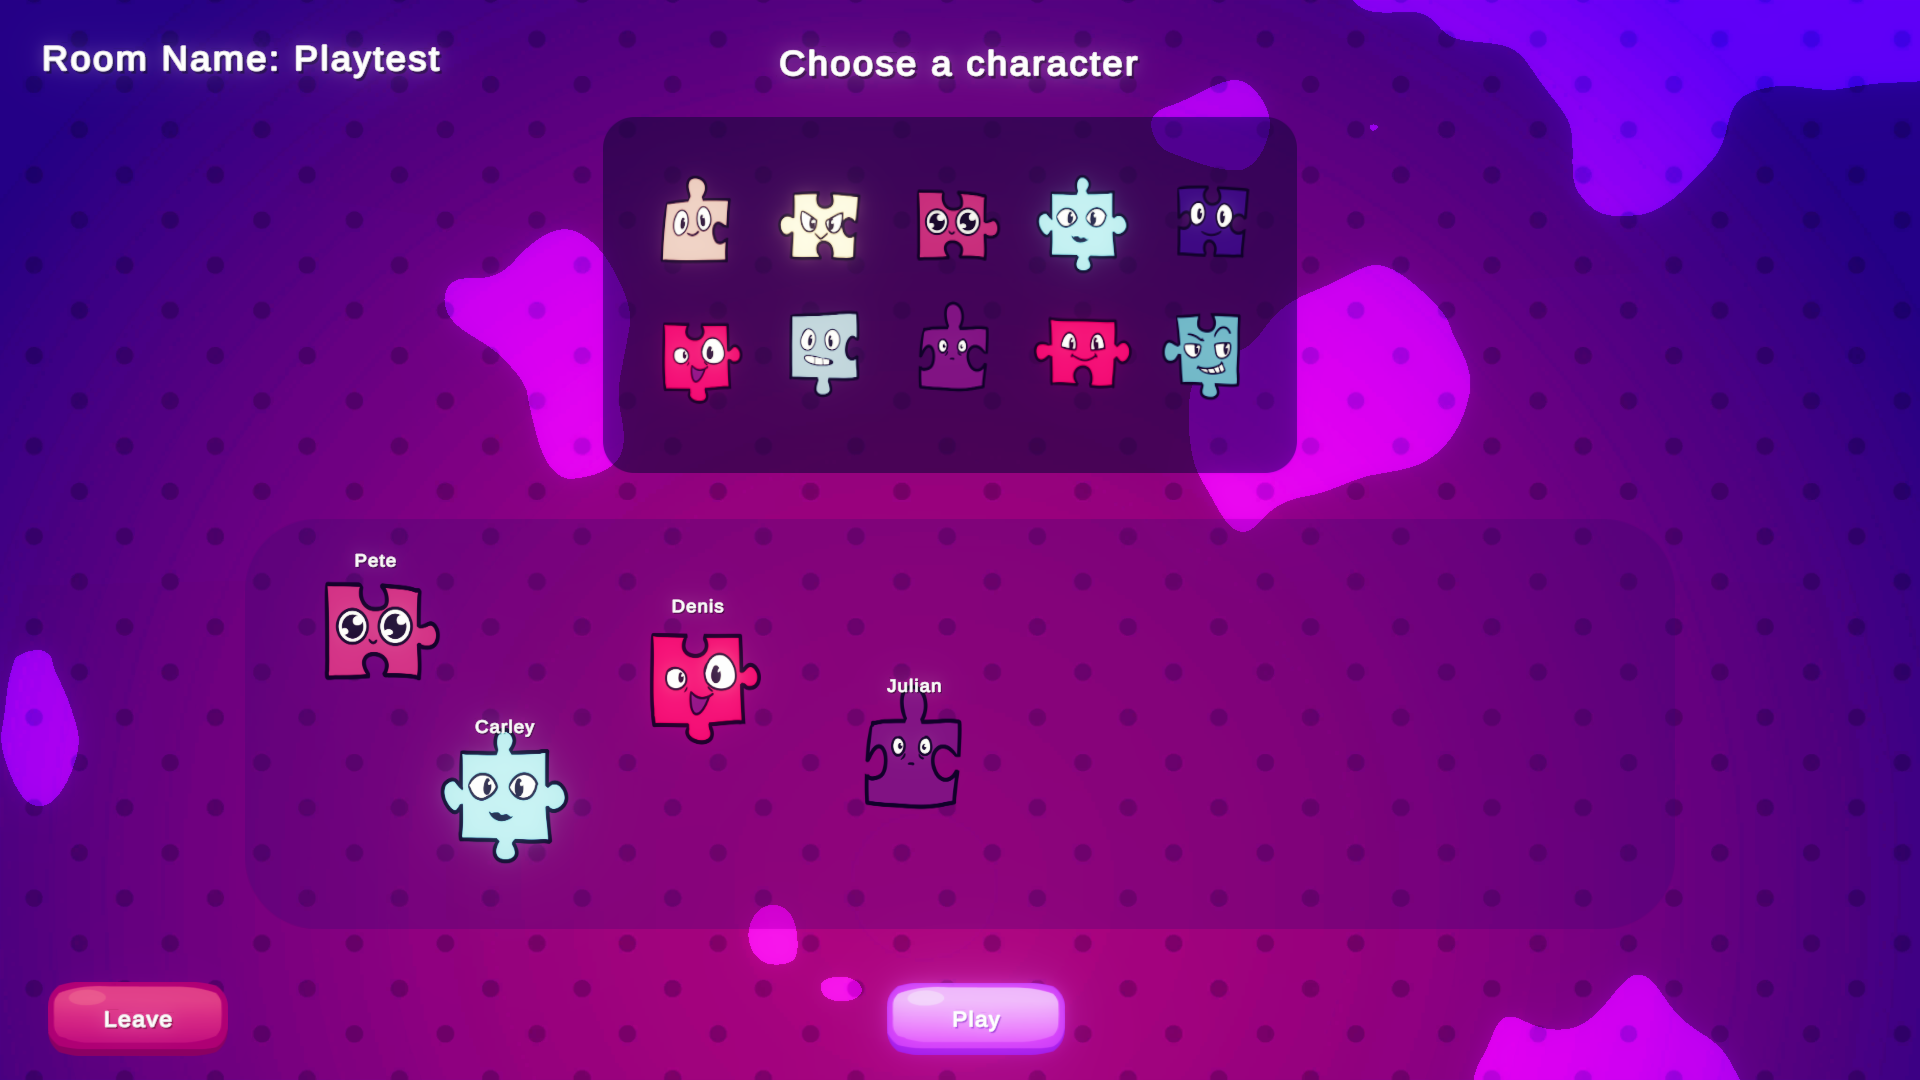 Room Name: Playtest
Choose a character
Pete
Denis
Julian
Carley
Leave
Play